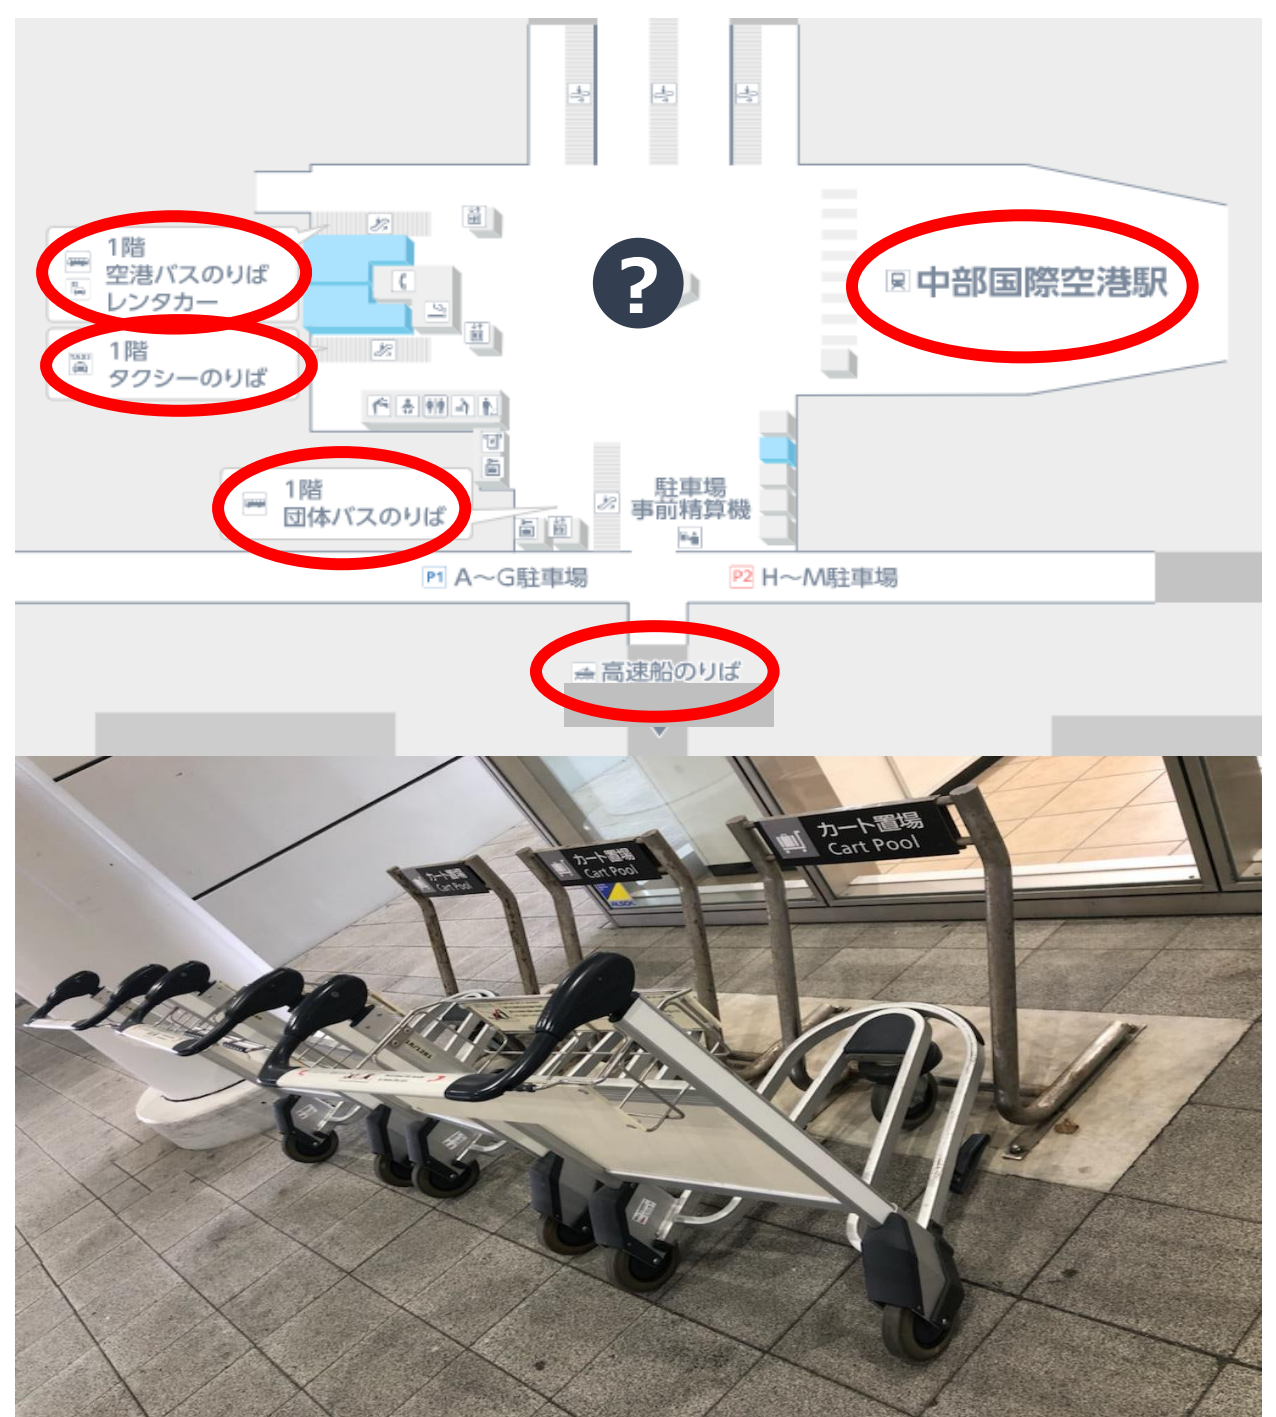 1階
空港バスのりば
レンタカー
1階
タクシーのりば
?
中部国際空港駅
1階
団体バスのりば
駐車場
事前精算機
P1 A～G駐車場
P2 H～M駐車場
高速船のりば
カート置場
Cart Pool
カート置場
Cart Pool
カート置場
Cart Pool